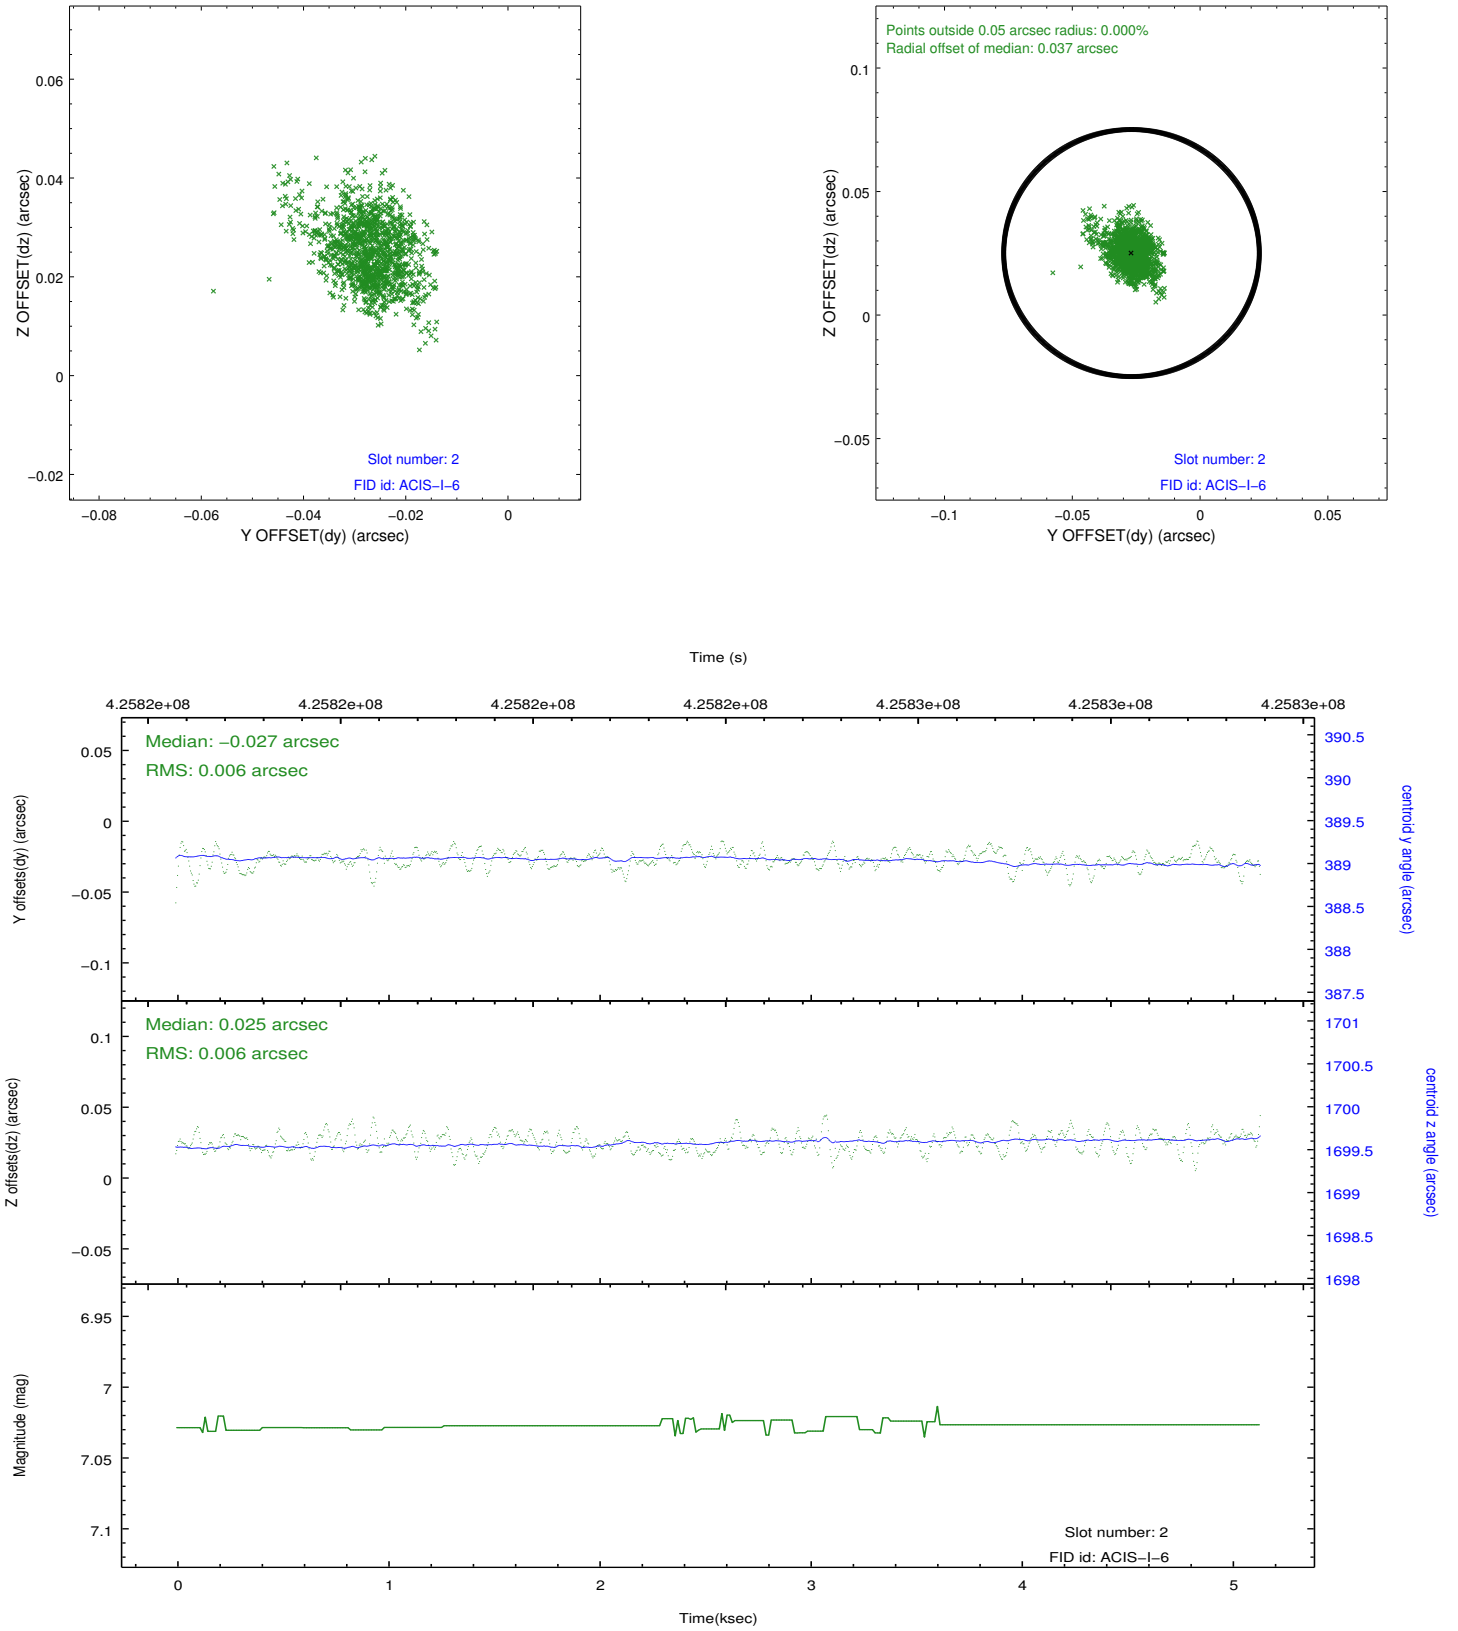 0.06
0.04
0.02
0
−0.02
Z OFFSET(dz) (arcsec)
Slot number: 2
FID id: ACIS−I−6
−0.08 −0.06 −0.04 −0.02 0
Y OFFSET(dy) (arcsec)
Points outside 0.05 arcsec radius: 0.000%
Radial offset of median: 0.037 arcsec
0.1
0.05
0
−0.05
Z OFFSET(dz) (arcsec)
Slot number: 2
FID id: ACIS−I−6
−0.1 −0.05 0 0.05
Y OFFSET(dy) (arcsec)
Time (s)
4.2582e+08 4.2582e+08 4.2582e+08 4.2582e+08 4.2583e+08 4.2583e+08 4.2583e+08
Median: −0.027 arcsec
RMS: 0.006 arcsec
0.05
0
−0.05
−0.1
Y offsets(dy) (arcsec)
390.5
390
389.5
389
388.5
388
387.5
centroid y angle (arcsec)
Median: 0.025 arcsec
RMS: 0.006 arcsec
0.1
0.05
0
−0.05
Z offsets(dz) (arcsec)
1701
1700.5
1700
1699.5
1699
1698.5
1698
centroid z angle (arcsec)
6.95
7
7.05
7.1
Magnitude (mag)
Slot number: 2
FID id: ACIS−I−6
0 1 2 3 4 5
Time(ksec)